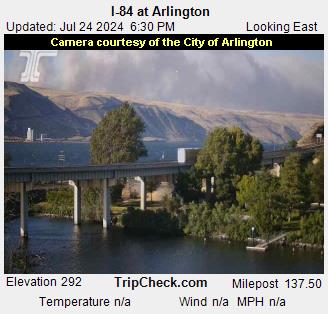 I-84 at Arlington
Updated: Jul 24 2024 6:30 PM Looking East
Camera courtesy of the City of Arlington
Elevation 292 TripCheck.com Milepost 137.50
Temperature n/a Wind n/a MPH n/a